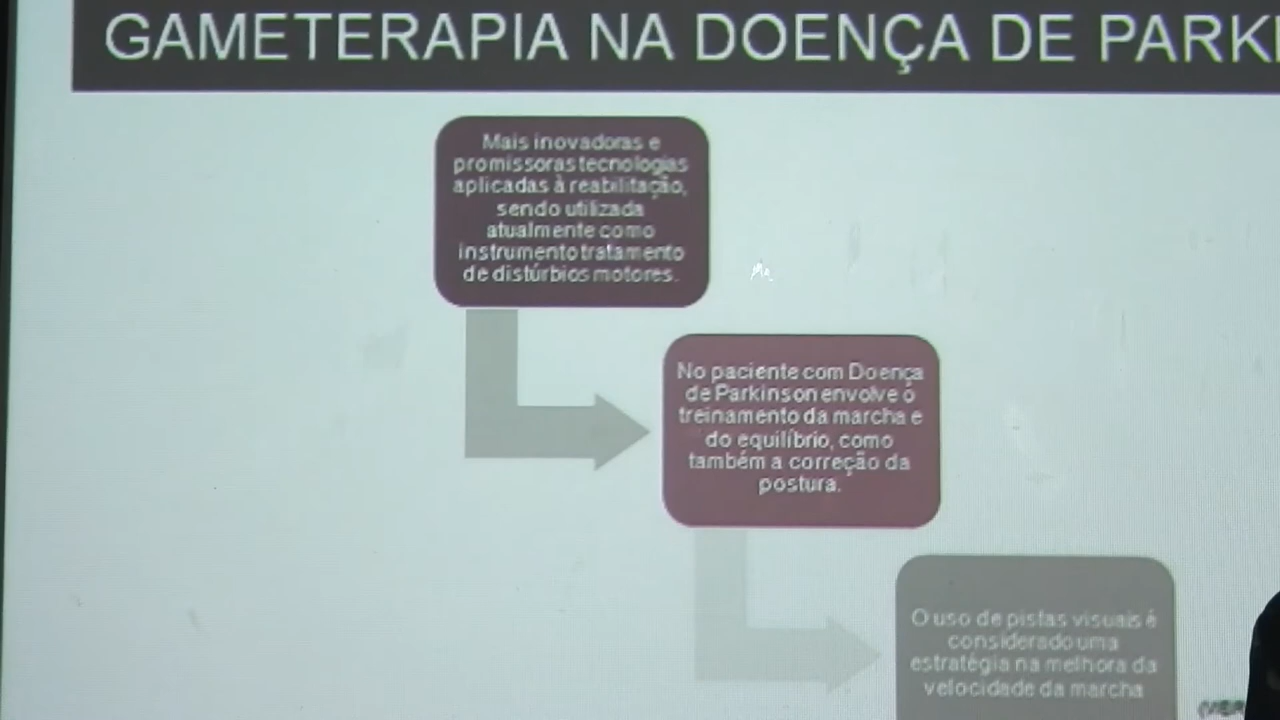 GAMETERAPIA NA DOENÇA DE PARKI
Mais inovadoras e
promissoras tecnologias
aplicadas à reabilitação,
sendo utilizada
atualmente como
instrumento tratamento
de distúrbios motores.
No paciente com Doença
de Parkinson envolve o
treinamento da marcha e
do equilíbrio, como
também a correção da
postura.
O uso de pistas visuais é
considerado uma
estratégia na melhora da
velocidade da marcha